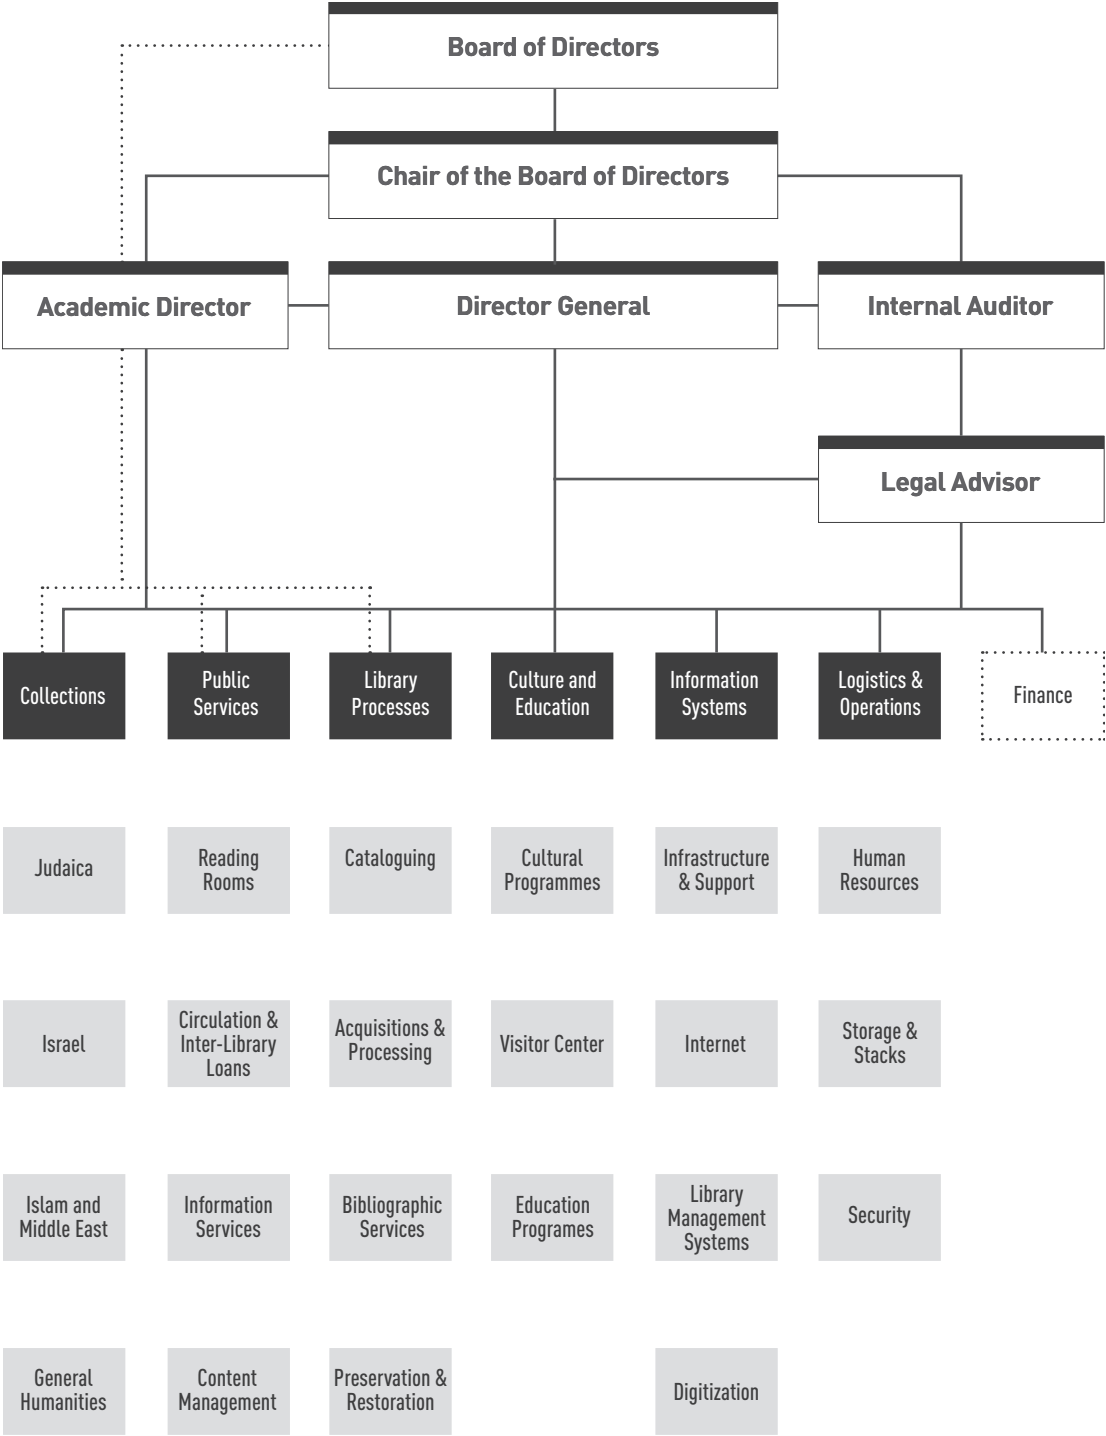 Board of Directors
Chair of the Board of Directors
Academic Director
Director General
Internal Auditor
Legal Advisor
Collections
Public
Services
Library
Processes
Culture and
Education
Information
Systems
Logistics &
Operations
Finance
Judaica
Reading
Rooms
Cataloguing
Cultural
Programmes
Infrastructure
& Support
Human
Resources
Israel
Circulation &
Inter-Library
Loans
Acquisitions &
Processing
Visitor Center
Internet
Storage &
Stacks
Islam and
Middle East
Information
Services
Bibliographic
Services
Education
Programes
Library
Management
Systems
Security
General
Humanities
Content
Management
Preservation &
Restoration
Digitization